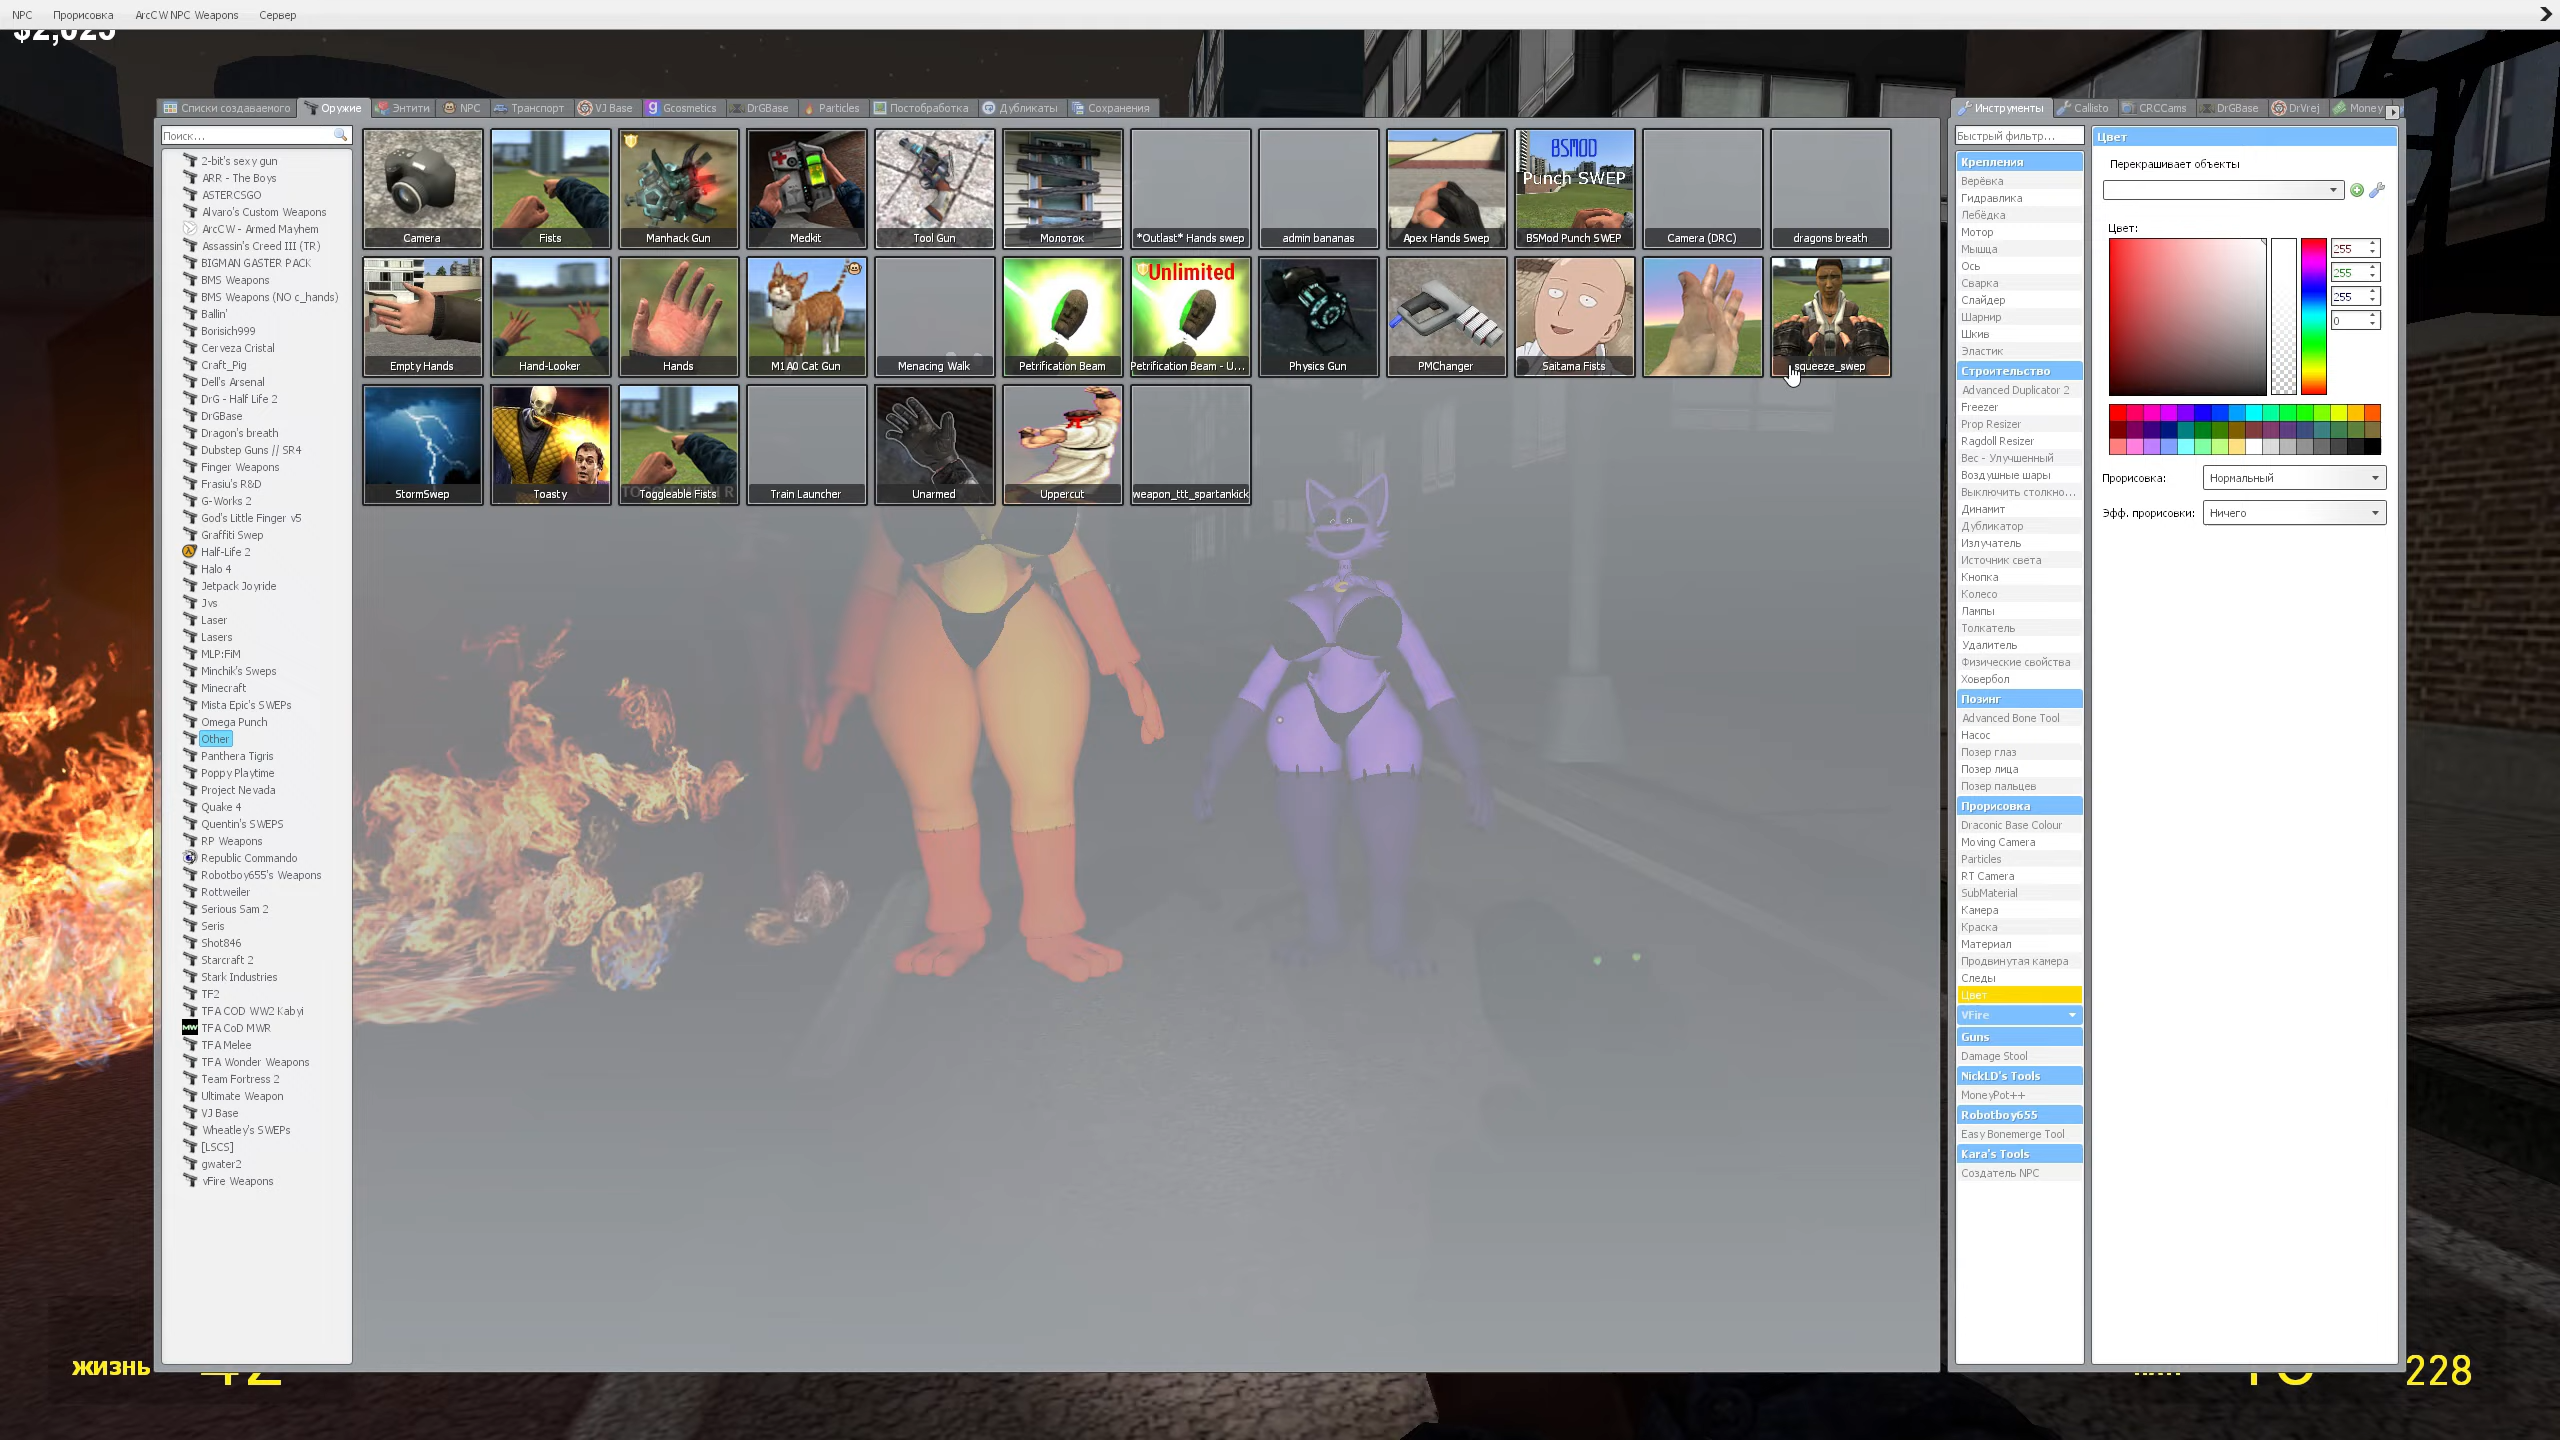 NPC Прорисовка ArcCW NPC Weapons Сервер
$2,025
Списки создаваемого Оружие Энтити NPC Транспорт VJ Base Gcosmetics DrGBase Particles Постобработка Дубликаты Сохранения
Поиск...
2-bit's sexy gun
ARR - The Boys
ASTERCSGO
Alvaro's Custom Weapons
ArcCW - Armed Mayhem
Assassin's Creed III (TR)
BIGMAN GASTER PACK
BMS Weapons
BMS Weapons (NO c_hands)
Ballin'
Borisich999
Cerveza Cristal
Craft_Pig
Dell's Arsenal
DrG - Half Life 2
DrGBase
Dragon's breath
Dubstep Guns // SR4
Finger Weapons
Frasiu's R&D
G-Works 2
God's Little Finger v5
Graffiti Swep
Half-Life 2
Halo 4
Jetpack Joyride
Jvs
Laser
Lasers
MLP:FiM
Minchik's Sweps
Minecraft
Mista Epic's SWEPs
Omega Punch
Other
Panthera Tigris
Poppy Playtime
Project Nevada
Quake 4
Quentin's SWEPS
RP Weapons
Republic Commando
Robotboy655's Weapons
Rottweiler
Serious Sam 2
Seris
Shot846
Starcraft 2
Stark Industries
TF2
TFA COD WW2 Kabyi
TFA CoD MWR
TFA Melee
TFA Wonder Weapons
Team Fortress 2
Ultimate Weapon
VJ Base
Wheatley's SWEPs
[LSCS]
gwater2
vFire Weapons
BSMOD
Punch SWEP
Camera Fists Manhack Gun Medkit Tool Gun Молоток *Outlast* Hands swep admin bananas Apex Hands Swep BSMod Punch SWEP Camera (DRC) dragons breath
Unlimited
Empty Hands Hand-Looker Hands M1A0 Cat Gun Menacing Walk Petrification Beam Petrification Beam - U... Physics Gun PMChanger Saitama Fists squeeze_swep
StormSwep Toasty Toggleable Fists Train Launcher Unarmed Uppercut weapon_ttt_spartankick
Инструменты Callisto CRCCams DrGBase DrVrej Money
Быстрый фильтр...
Крепления
Верёвка
Гидравлика
Лебёдка
Мотор
Мышца
Ось
Сварка
Слайдер
Шарнир
Шкив
Эластик
Строительство
Advanced Duplicator 2
Freezer
Prop Resizer
Ragdoll Resizer
Вес - Улучшенный
Воздушные шары
Выключить столкно...
Динамит
Дубликатор
Излучатель
Источник света
Кнопка
Колесо
Лампы
Толкатель
Удалитель
Физические свойства
Ховербол
Позинг
Advanced Bone Tool
Насос
Позер глаз
Позер лица
Позер пальцев
Прорисовка
Draconic Base Colour
Moving Camera
Particles
RT Camera
SubMaterial
Камера
Краска
Материал
Продвинутая камера
Следы
Цвет
VFire
Guns
Damage Stool
NickLD's Tools
MoneyPot++
Robotboy655
Easy Bonemerge Tool
Kara's Tools
Создатель NPC
Цвет
Перекрашивает объекты
Цвет:
255
255
255
0
Прорисовка: Нормальный
Эфф. прорисовки: Ничего
ЖИЗНЬ
228